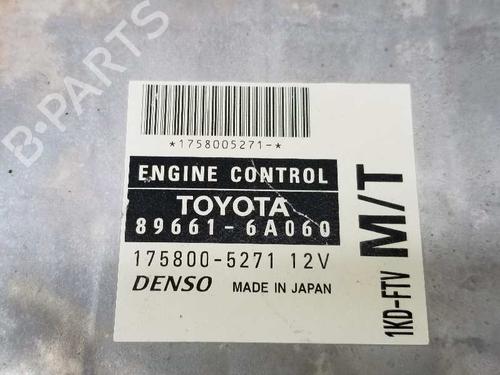 B-PARTS
*1758005271-*
ENGINE CONTROL
TOYOTA
89661-6A060
175800-5271 12V
DENSO MADE IN JAPAN
M/T
1KD-FTV